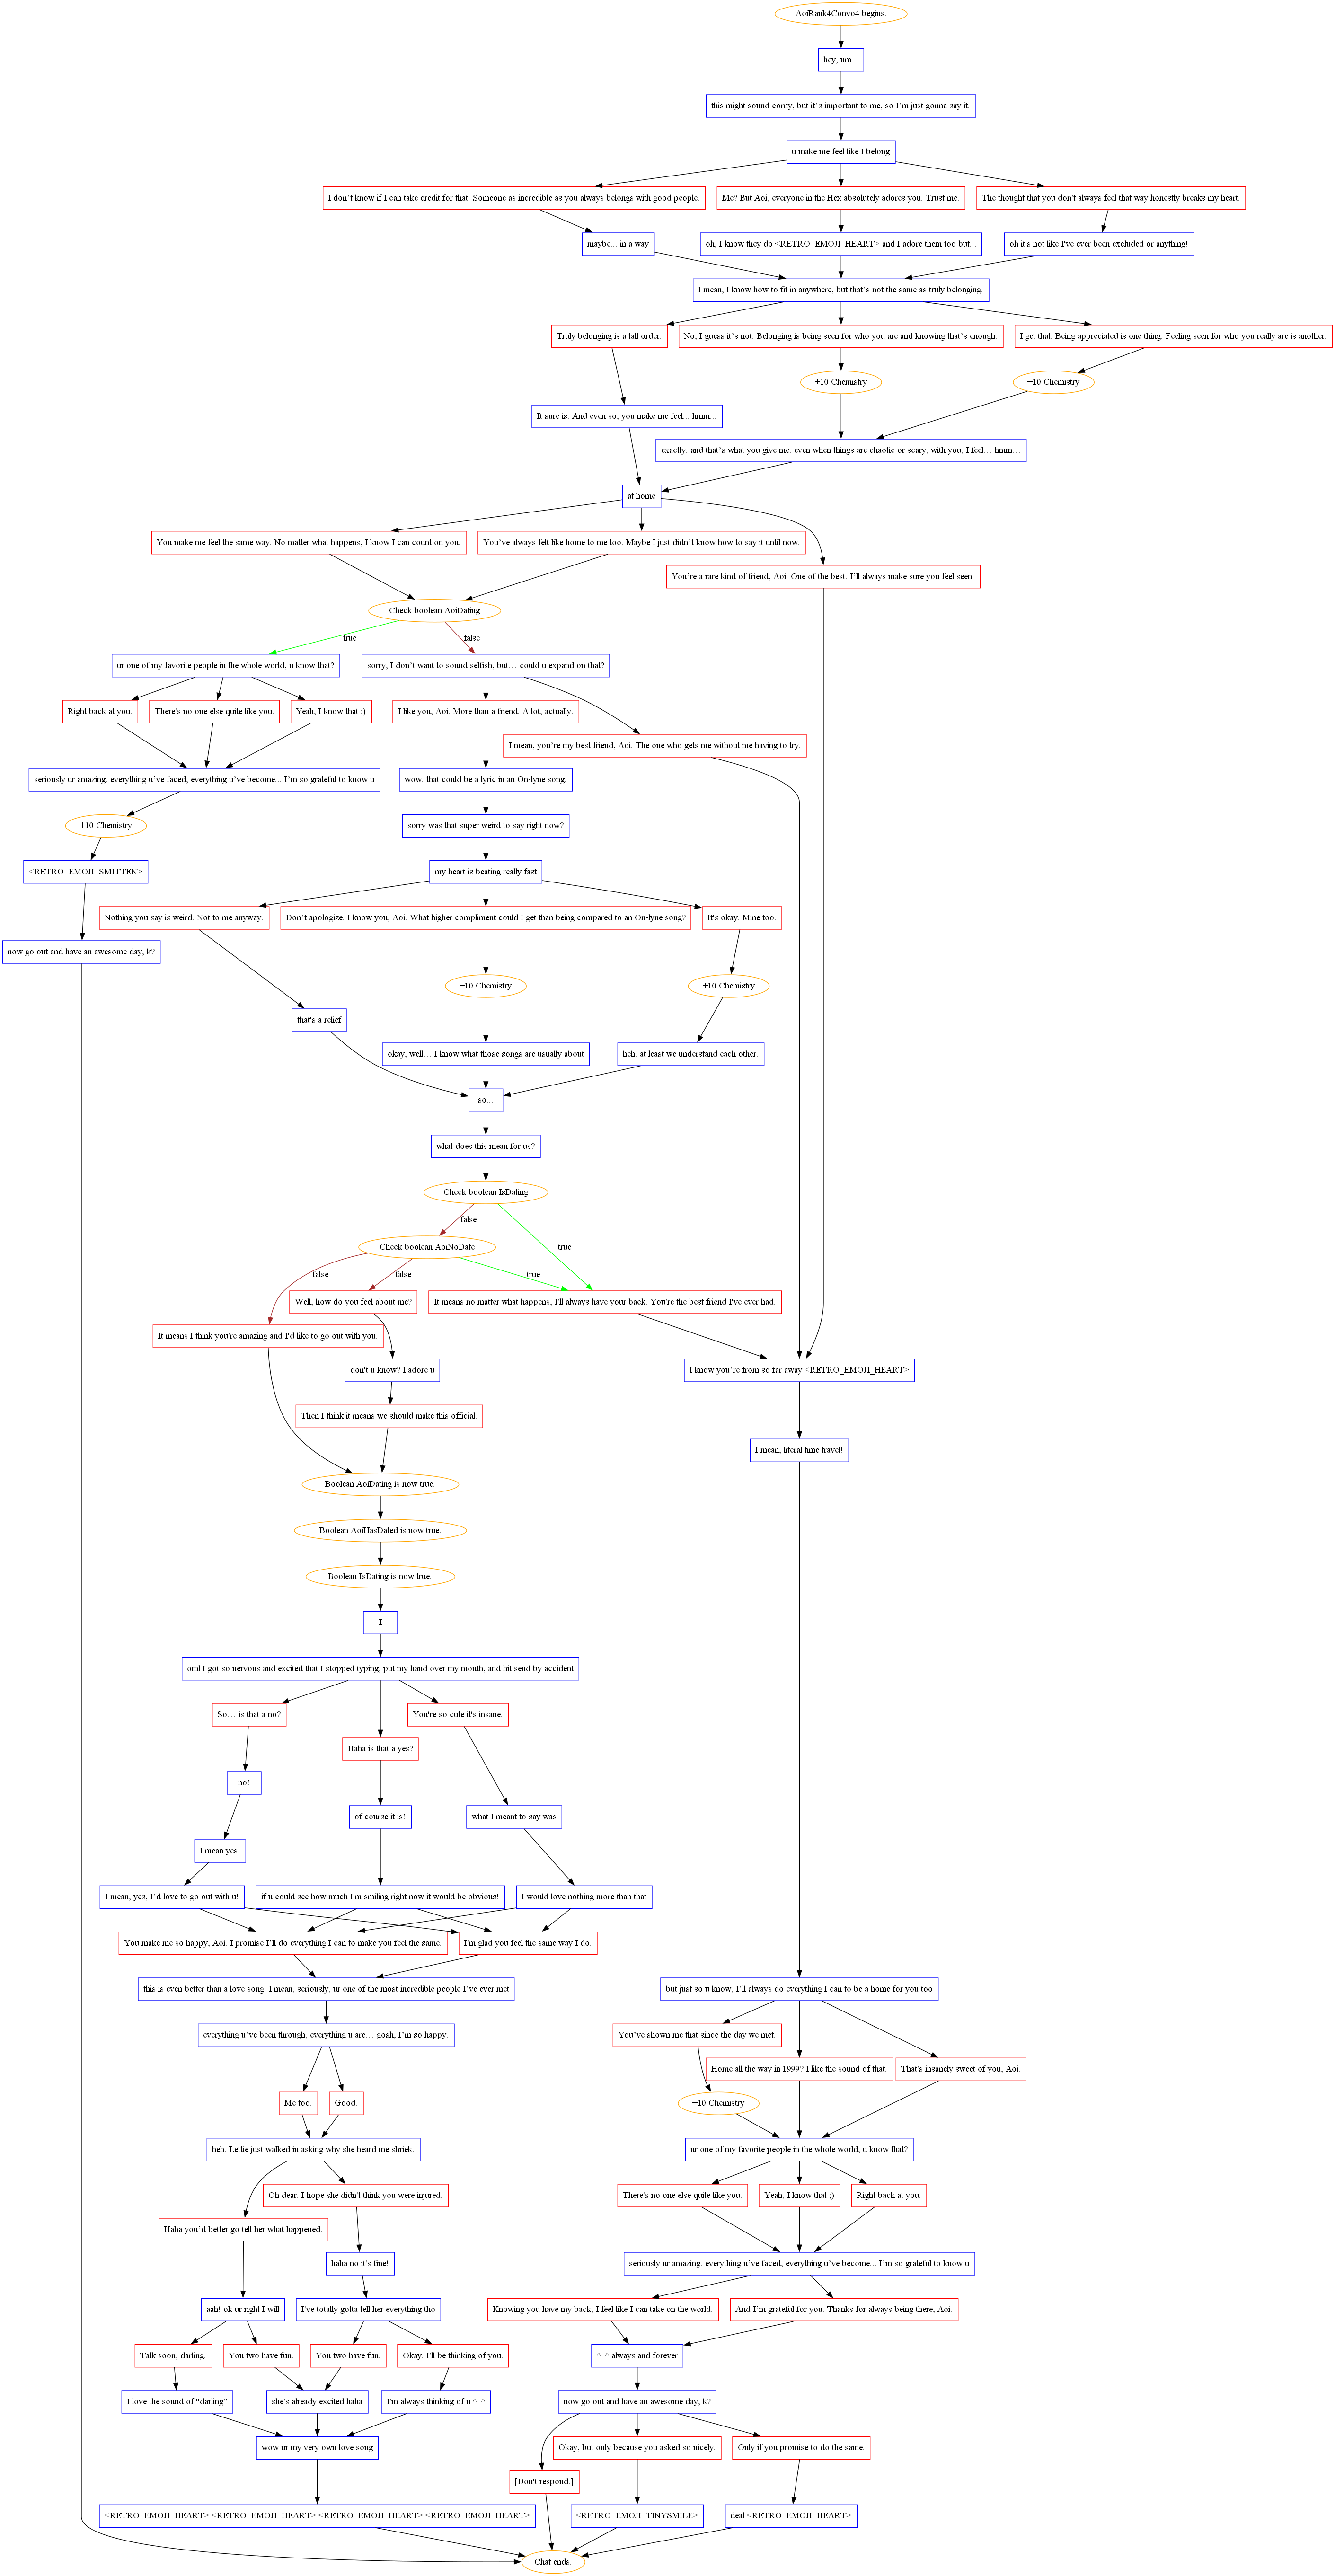 AoiRank4Convo4 begins.
hey, um...
this might sound corny, but it’s important to me, so I’m just gonna say it.
u make me feel like I belong
I don’t know if I can take credit for that. Someone as incredible as you always belongs with good people.
Me? But Aoi, everyone in the Hex absolutely adores you. Trust me.
The thought that you don't always feel that way honestly breaks my heart.
maybe... in a way
oh, I know they do <RETRO_EMOJI_HEART> and I adore them too but...
oh it's not like I've ever been excluded or anything!
I mean, I know how to fit in anywhere, but that’s not the same as truly belonging.
Truly belonging is a tall order.
No, I guess it’s not. Belonging is being seen for who you are and knowing that’s enough.
I get that. Being appreciated is one thing. Feeling seen for who you really are is another.
+10 Chemistry
+10 Chemistry
It sure is. And even so, you make me feel... hmm...
exactly. and that’s what you give me. even when things are chaotic or scary, with you, I feel… hmm…
at home
You make me feel the same way. No matter what happens, I know I can count on you.
You’ve always felt like home to me too. Maybe I just didn’t know how to say it until now.
You’re a rare kind of friend, Aoi. One of the best. I’ll always make sure you feel seen.
Check boolean AoiDating
true
false
ur one of my favorite people in the whole world, u know that?
sorry, I don’t want to sound selfish, but… could u expand on that?
Right back at you.
There's no one else quite like you.
Yeah, I know that ;)
I like you, Aoi. More than a friend. A lot, actually.
I mean, you’re my best friend, Aoi. The one who gets me without me having to try.
seriously ur amazing. everything u’ve faced, everything u’ve become... I’m so grateful to know u
wow. that could be a lyric in an On-lyne song.
+10 Chemistry
sorry was that super weird to say right now?
<RETRO_EMOJI_SMITTEN>
my heart is beating really fast
Nothing you say is weird. Not to me anyway.
Don’t apologize. I know you, Aoi. What higher compliment could I get than being compared to an On-lyne song?
It's okay. Mine too.
now go out and have an awesome day, k?
+10 Chemistry
+10 Chemistry
that's a relief
okay, well… I know what those songs are usually about
heh. at least we understand each other.
so...
what does this mean for us?
Check boolean IsDating
false
true
Check boolean AoiNoDate
false
false
true
Well, how do you feel about me?
It means no matter what happens, I'll always have your back. You're the best friend I've ever had.
It means I think you're amazing and I'd like to go out with you.
don't u know? I adore u
I know you’re from so far away <RETRO_EMOJI_HEART>
Then I think it means we should make this official.
I mean, literal time travel!
Boolean AoiDating is now true.
Boolean AoiHasDated is now true.
Boolean IsDating is now true.
I
oml I got so nervous and excited that I stopped typing, put my hand over my mouth, and hit send by accident
So… is that a no?
You're so cute it's insane.
Haha is that a yes?
no!
of course it is!
what I meant to say was
I mean yes!
I mean, yes, I’d love to go out with u!
if u could see how much I'm smiling right now it would be obvious!
I would love nothing more than that
You make me so happy, Aoi. I promise I’ll do everything I can to make you feel the same.
I'm glad you feel the same way I do.
this is even better than a love song. I mean, seriously, ur one of the most incredible people I’ve ever met
but just so u know, I’ll always do everything I can to be a home for you too
everything u’ve been through, everything u are… gosh, I’m so happy.
You’ve shown me that since the day we met.
Home all the way in 1999? I like the sound of that.
That's insanely sweet of you, Aoi.
Me too.
Good.
+10 Chemistry
heh. Lettie just walked in asking why she heard me shriek.
ur one of my favorite people in the whole world, u know that?
Oh dear. I hope she didn't think you were injured.
There's no one else quite like you.
Yeah, I know that ;)
Right back at you.
Haha you’d better go tell her what happened.
haha no it's fine!
seriously ur amazing. everything u’ve faced, everything u’ve become... I’m so grateful to know u
aah! ok ur right I will
I've totally gotta tell her everything tho
Knowing you have my back, I feel like I can take on the world.
And I’m grateful for you. Thanks for always being there, Aoi.
Talk soon, darling.
You two have fun.
You two have fun.
Okay. I'll be thinking of you.
^_^ always and forever
I love the sound of "darling"
she's already excited haha
I'm always thinking of u ^_^
now go out and have an awesome day, k?
wow ur my very own love song
Okay, but only because you asked so nicely.
Only if you promise to do the same.
[Don't respond.]
<RETRO_EMOJI_HEART> <RETRO_EMOJI_HEART> <RETRO_EMOJI_HEART> <RETRO_EMOJI_HEART>
<RETRO_EMOJI_TINYSMILE>
deal <RETRO_EMOJI_HEART>
Chat ends.